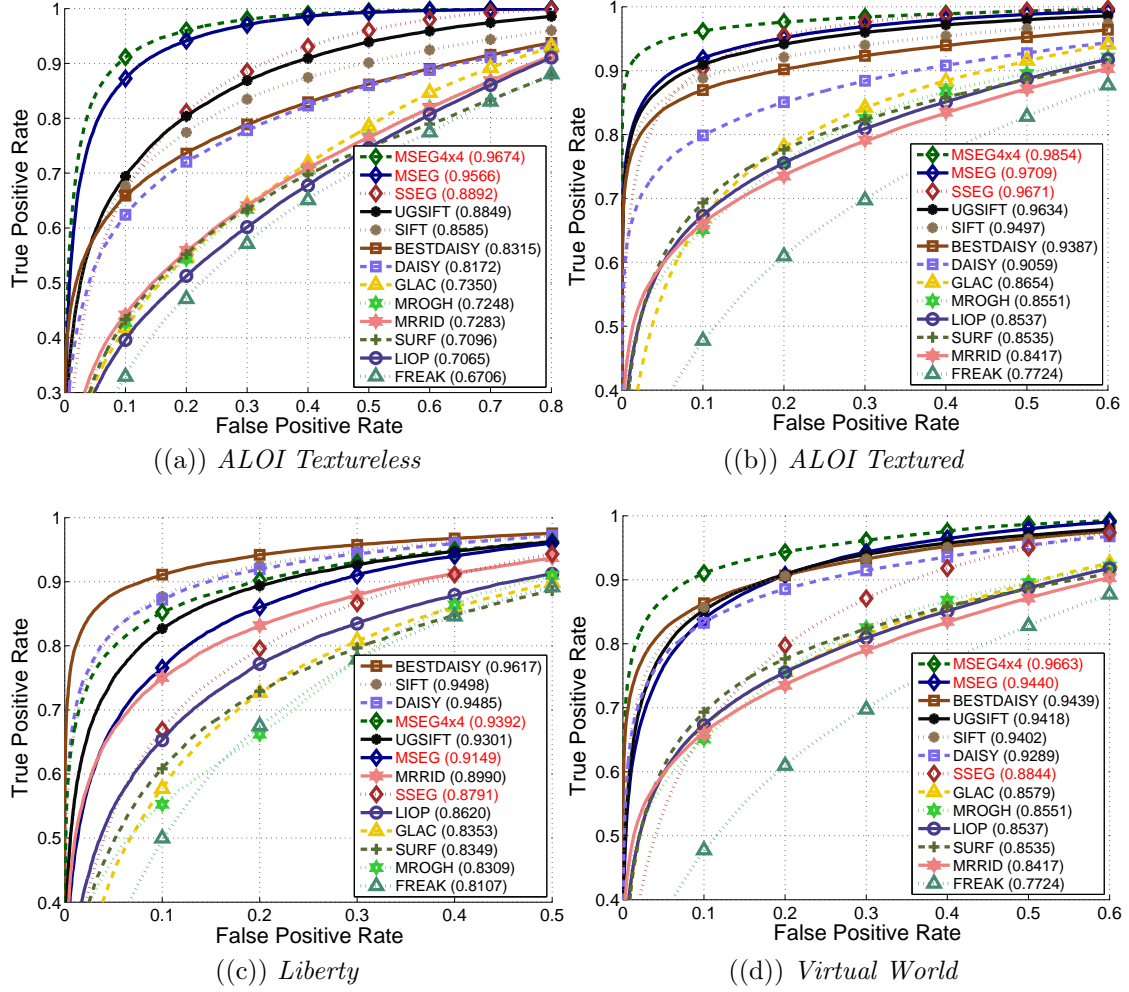 1
0.9
0.8
0.7
0.6
0.5
0.4
0.3
0
0.1
0.2
0.3
0.4
0.5
0.6
0.7
0.8
True Positive Rate
False Positive Rate
MSEG4x4 (0.9674)
MSEG (0.9566)
SSEG (0.8892)
UGSIFT (0.8849)
SIFT (0.8585)
BESTDAISY (0.8315)
DAISY (0.8172)
GLAC (0.7350)
MROGH (0.7248)
MRRID (0.7283)
SURF (0.7096)
LIOP (0.7065)
FREAK (0.6706)
((a)) ALOI Textureless
1
0.9
0.8
0.7
0.6
0.5
0.4
0
0.1
0.2
0.3
0.4
0.5
0.6
True Positive Rate
False Positive Rate
MSEG4x4 (0.9854)
MSEG (0.9709)
SSEG (0.9671)
UGSIFT (0.9634)
SIFT (0.9497)
BESTDAISY (0.9387)
DAISY (0.9059)
GLAC (0.8654)
MROGH (0.8551)
LIOP (0.8537)
SURF (0.8535)
MRRID (0.8417)
FREAK (0.7724)
((b)) ALOI Textured
1
0.9
0.8
0.7
0.6
0.5
0.4
0
0.1
0.2
0.3
0.4
0.5
True Positive Rate
False Positive Rate
BESTDAISY (0.9617)
SIFT (0.9498)
DAISY (0.9485)
MSEG4x4 (0.9392)
UGSIFT (0.9301)
MSEG (0.9149)
MRRID (0.8990)
SSEG (0.8791)
LIOP (0.8620)
GLAC (0.8353)
SURF (0.8349)
MROGH (0.8309)
FREAK (0.8107)
((c)) Liberty
1
0.9
0.8
0.7
0.6
0.5
0.4
0
0.1
0.2
0.3
0.4
0.5
0.6
True Positive Rate
False Positive Rate
MSEG4x4 (0.9663)
MSEG (0.9440)
BESTDAISY (0.9439)
UGSIFT (0.9418)
SIFT (0.9402)
DAISY (0.9289)
SSEG (0.8844)
GLAC (0.8579)
MROGH (0.8551)
LIOP (0.8537)
SURF (0.8535)
MRRID (0.8417)
FREAK (0.7724)
((d)) Virtual World